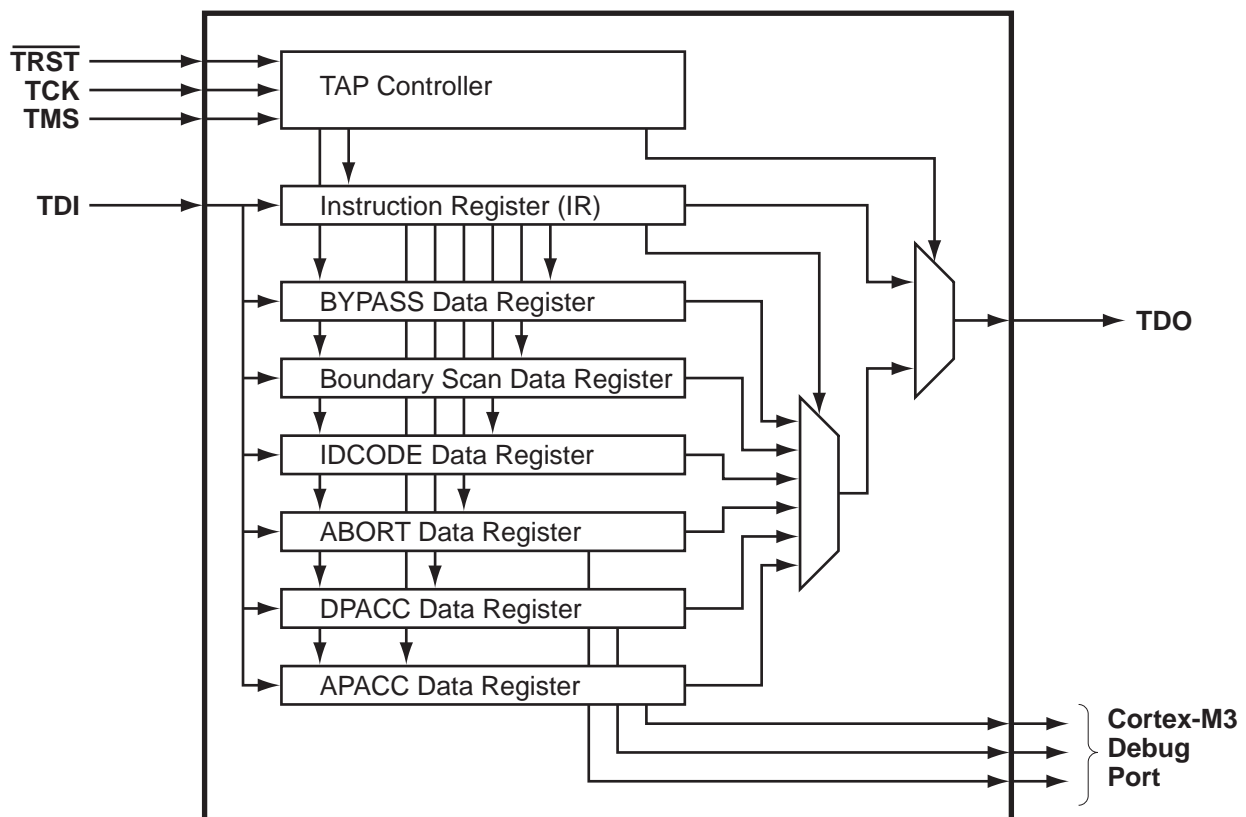 TRST
TCK
TMS
TDI
TAP Controller
Instruction Register (IR)
BYPASS Data Register
Boundary Scan Data Register
IDCODE Data Register
ABORT Data Register
DPACC Data Register
APACC Data Register
TDO
Cortex-M3
Debug
Port